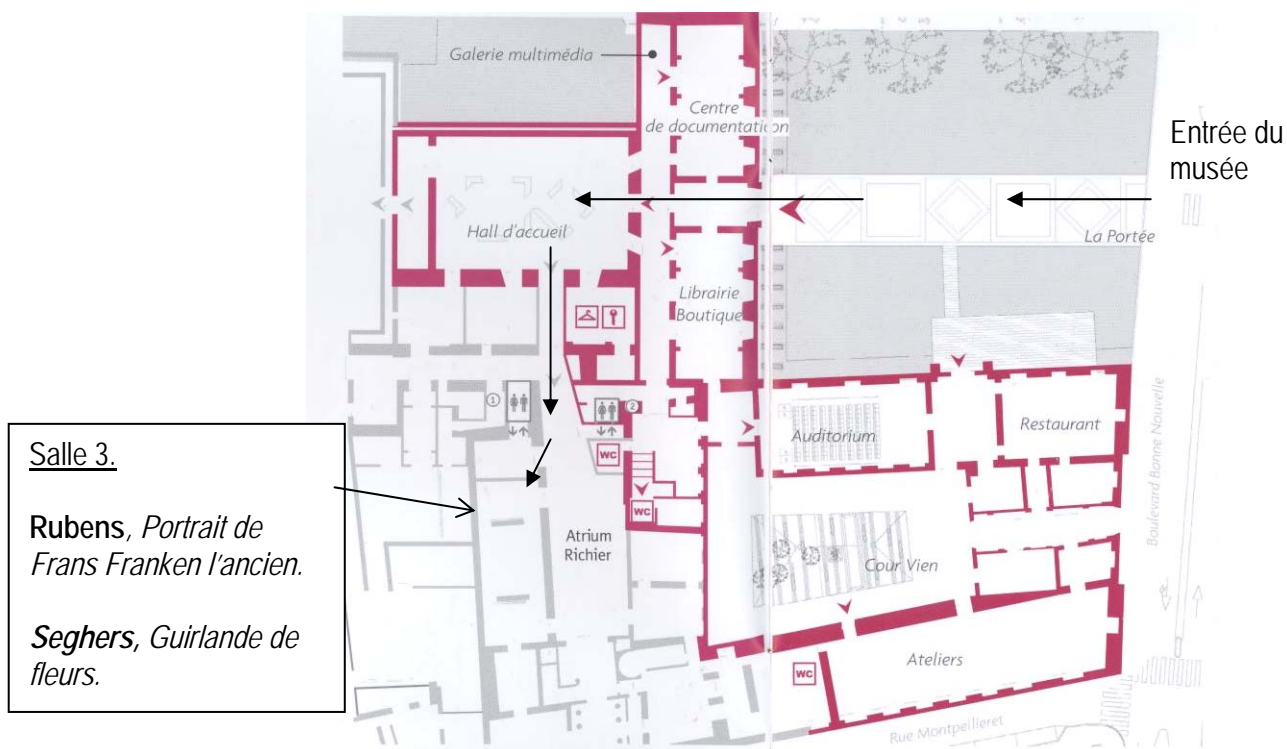 Galerie multimédia
Centre
de documentation
Entrée du
musée
Hall d'accueil
La Portée
Librairie
Boutique
1
2
Auditorium
Restaurant
WC
WC
Boulevard Bonne Nouvelle
Salle 3.
Rubens, Portrait de
Frans Franken l'ancien.
Seghers, Guirlande de
fleurs.
Atrium
Richier
Cour Vien
Ateliers
WC
Rue Montpellieret